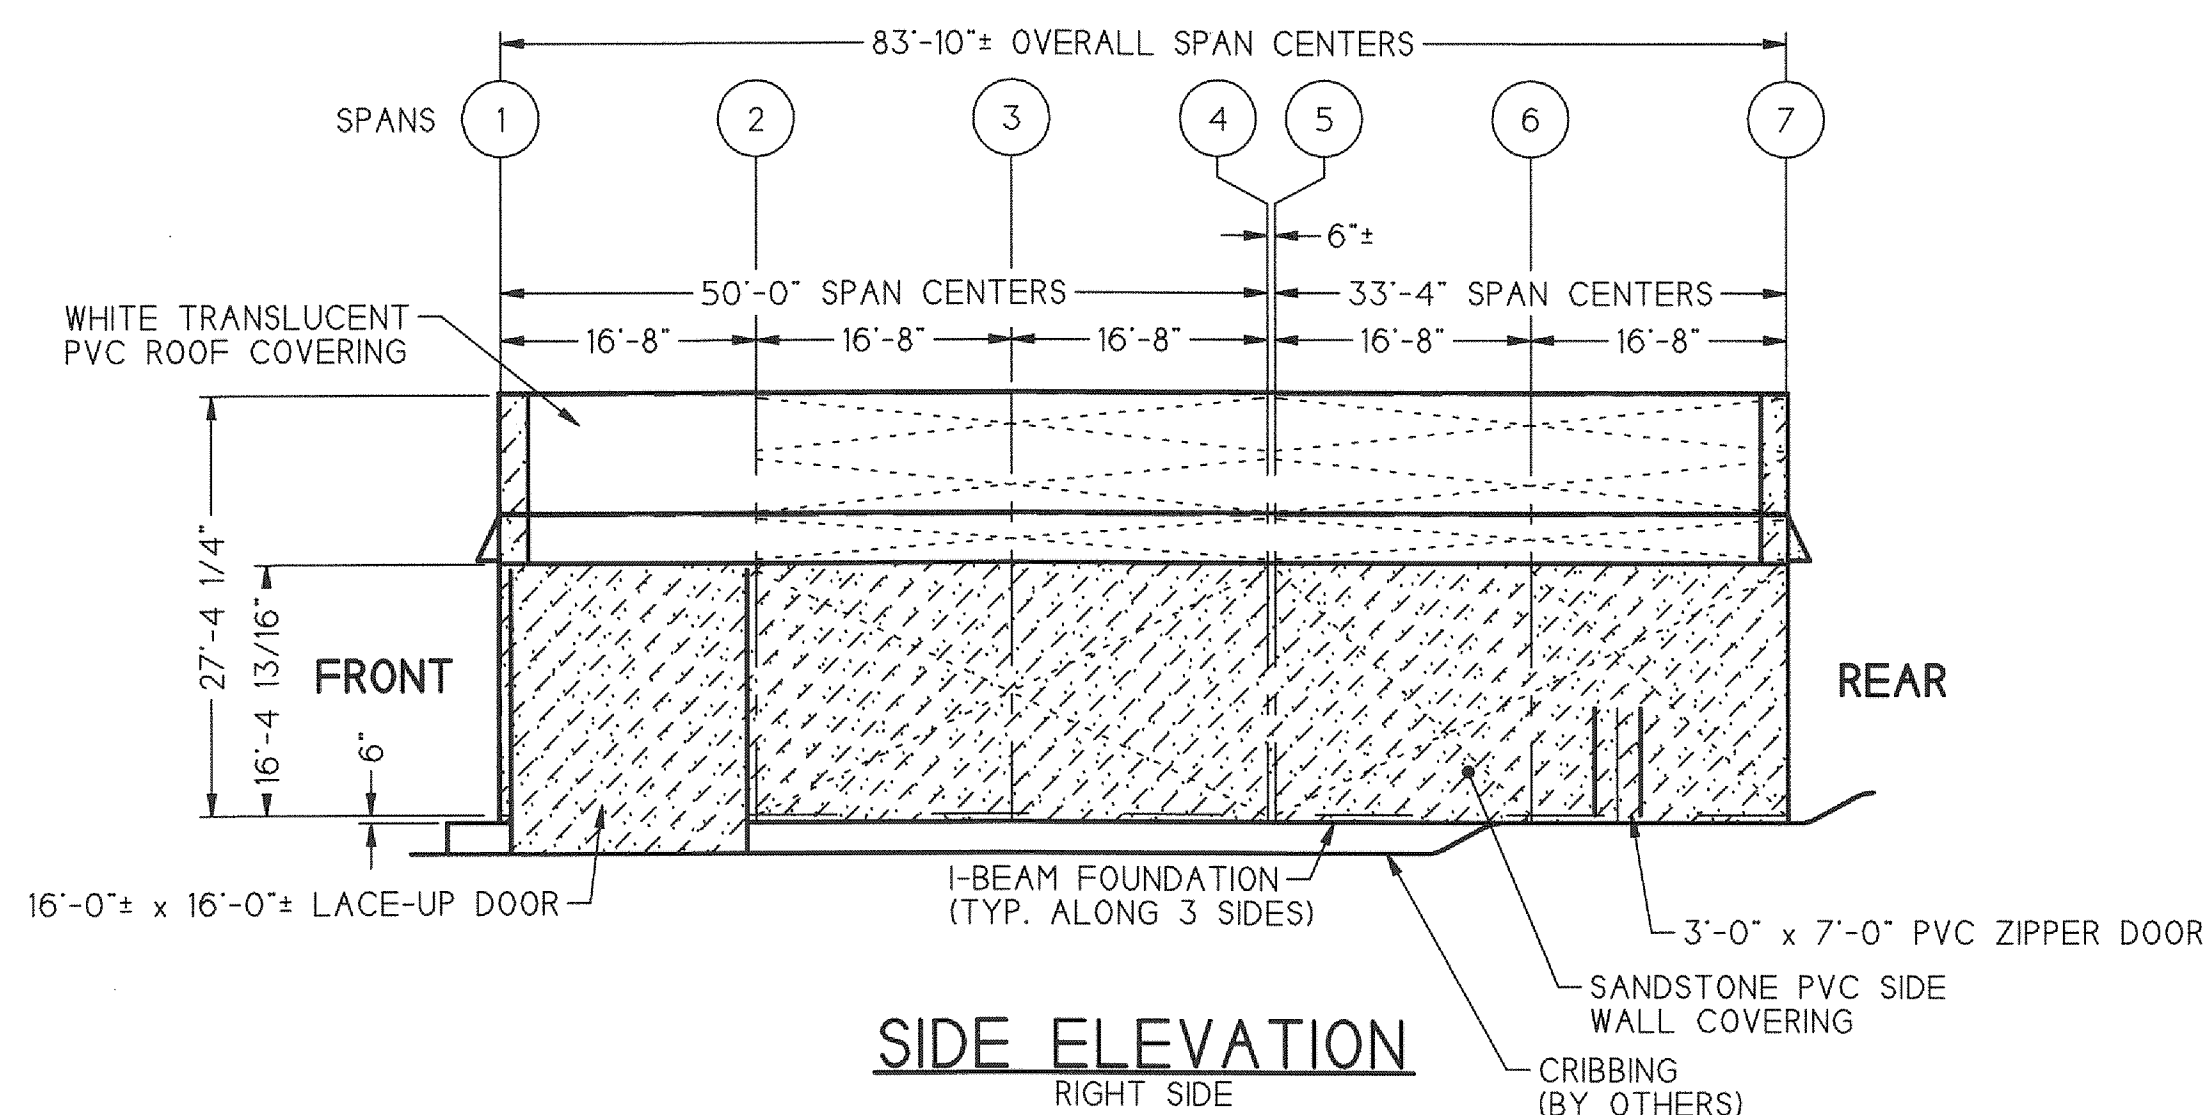 83'-10"± OVERALL SPAN CENTERS
SPANS 1 2 3 4 5 6 7
6"±
50'-0" SPAN CENTERS 33'-4" SPAN CENTERS
WHITE TRANSLUCENT
PVC ROOF COVERING
16'-8" 16'-8" 16'-8" 16'-8" 16'-8"
27'-4 1/4"
16'-4 13/16"
6"
FRONT
REAR
16'-0"± x 16'-0"± LACE-UP DOOR
I-BEAM FOUNDATION
(TYP. ALONG 3 SIDES)
3'-0" x 7'-0" PVC ZIPPER DOOR
SANDSTONE PVC SIDE
WALL COVERING
SIDE ELEVATION
RIGHT SIDE
CRIBBING
(BY OTHERS)